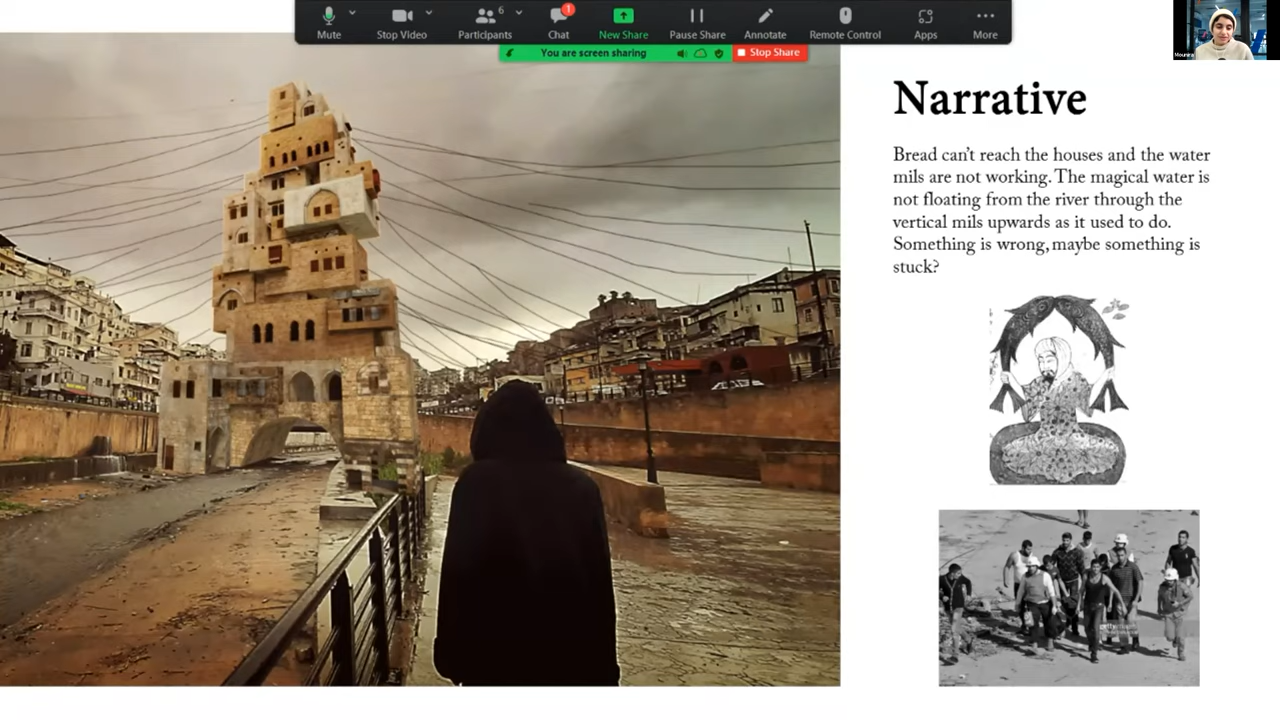 6
1
Mute
Stop Video
Participants
Chat
New Share
Pause Share
Annotate
Remote Control
Apps
More
You are screen sharing
Stop Share
Narrative
Bread can't reach the houses and the water
mils are not working. The magical water is
not floating from the river through the
vertical mils upwards as it used to do.
Something is wrong, maybe something is
stuck?
gettyimages